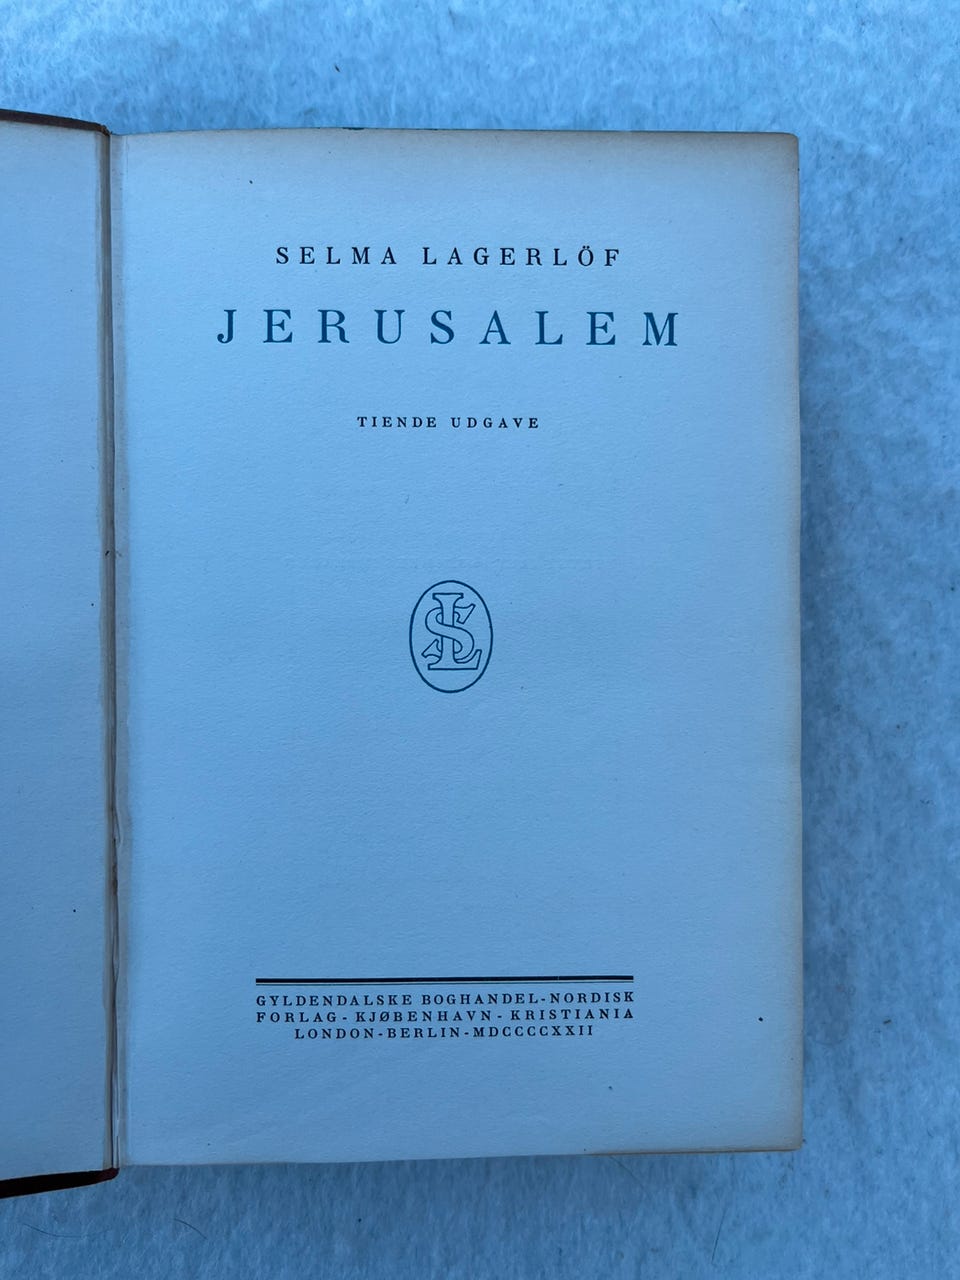 SELMA LAGERLÖF
JERUSALEM
TIENDE UDGAVE
SL
GYLDENDALSKE BOGHANDEL-NORDISK
FORLAG - KJØBENHAVN - KRISTIANIA
LONDON-BERLIN-MDCCCCXXII